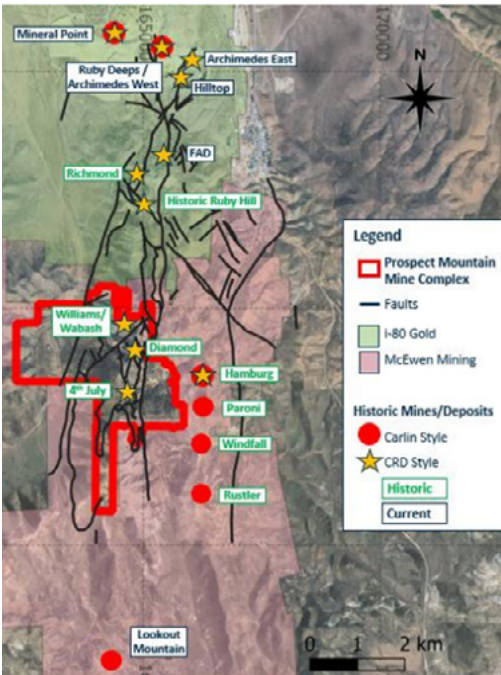 165000
170000
Mineral Point
Archimedes East
Ruby Deeps /
Archimedes West
Hilltop
N
FAD
Richmond
Historic Ruby Hill
Williams/
Wabash
Diamond
4th July
Hamburg
Paroni
Windfall
Rustler
Lookout
Mountain
Legend
Prospect Mountain
Mine Complex
Faults
i-80 Gold
McEwen Mining
Historic Mines/Deposits
Carlin Style
CRD Style
Historic
Current
0 1 2 km